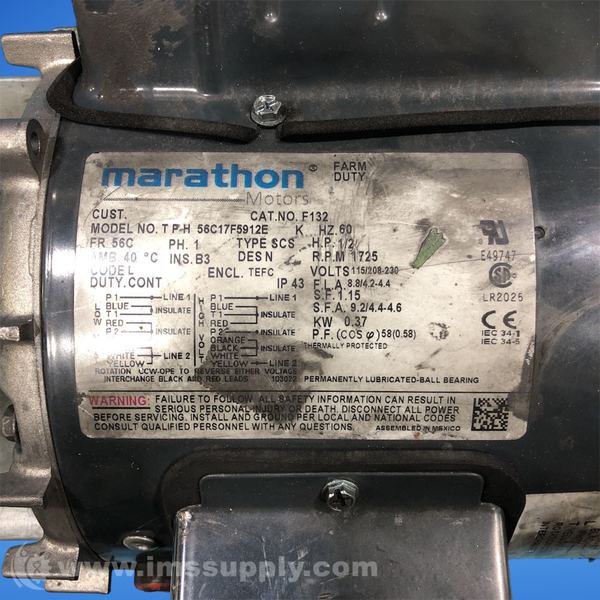 marathon®
Motors
FARM
DUTY
CUST. CAT.NO. F132
MODEL NO. T P-H 56C17F5912E K HZ.60
FR. 56C PH. 1 TYPE SCS H.P. 1/2
AMB. 40 °C INS. B3 DES N R.P.M 1725
CODE L ENCL. TEFC VOLTS 115/208-230
DUTY. CONT IP 43 F.L.A. 8.8/4.2-4.4
S.F. 1.15
S.F.A. 9.2/4.4-4.6
KW 0.37
P.F. (COS φ) 58(0.58)
THERMALLY PROTECTED
E49747
LR2025
CE
IEC 34-1
IEC 34-5
P1 LINE 1
BLUE
INSULATE
RED
P2 INSULATE
WHITE LINE 2
YELLOW
P1 LINE 1
BLUE
RED
P2 INSULATE
ORANGE
BLACK INSULATE
WHITE
YELLOW LINE 2
ROTATION CCW-OPE TO REVERSE EITHER VOLTAGE
INTERCHANGE BLACK AND RED LEADS 103022 PERMANENTLY LUBRICATED-BALL BEARING
WARNING: FAILURE TO FOLLOW ALL SAFETY INFORMATION CAN RESULT IN
SERIOUS PERSONAL INJURY OR DEATH. DISCONNECT ALL POWER
BEFORE SERVICING. INSTALL AND GROUND PER LOCAL AND NATIONAL CODES
CONSULT QUALIFIED PERSONNEL WITH ANY QUESTIONS. ASSEMBLED IN MEXICO
© www.imssupply.com